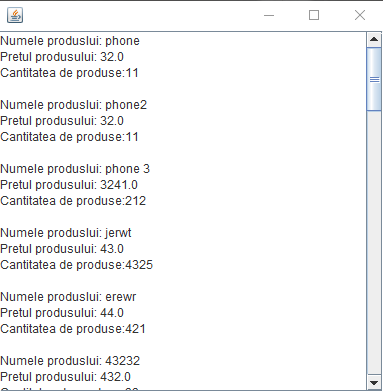 Numele produslui: phone
Pretul produsului: 32.0
Cantitatea de produse:11
Numele produslui: phone2
Pretul produsului: 32.0
Cantitatea de produse:11
Numele produslui: phone 3
Pretul produsului: 3241.0
Cantitatea de produse:212
Numele produslui: jerwt
Pretul produsului: 43.0
Cantitatea de produse:4325
Numele produslui: erewr
Pretul produsului: 44.0
Cantitatea de produse:421
Numele produslui: 43232
Pretul produsului: 432.0